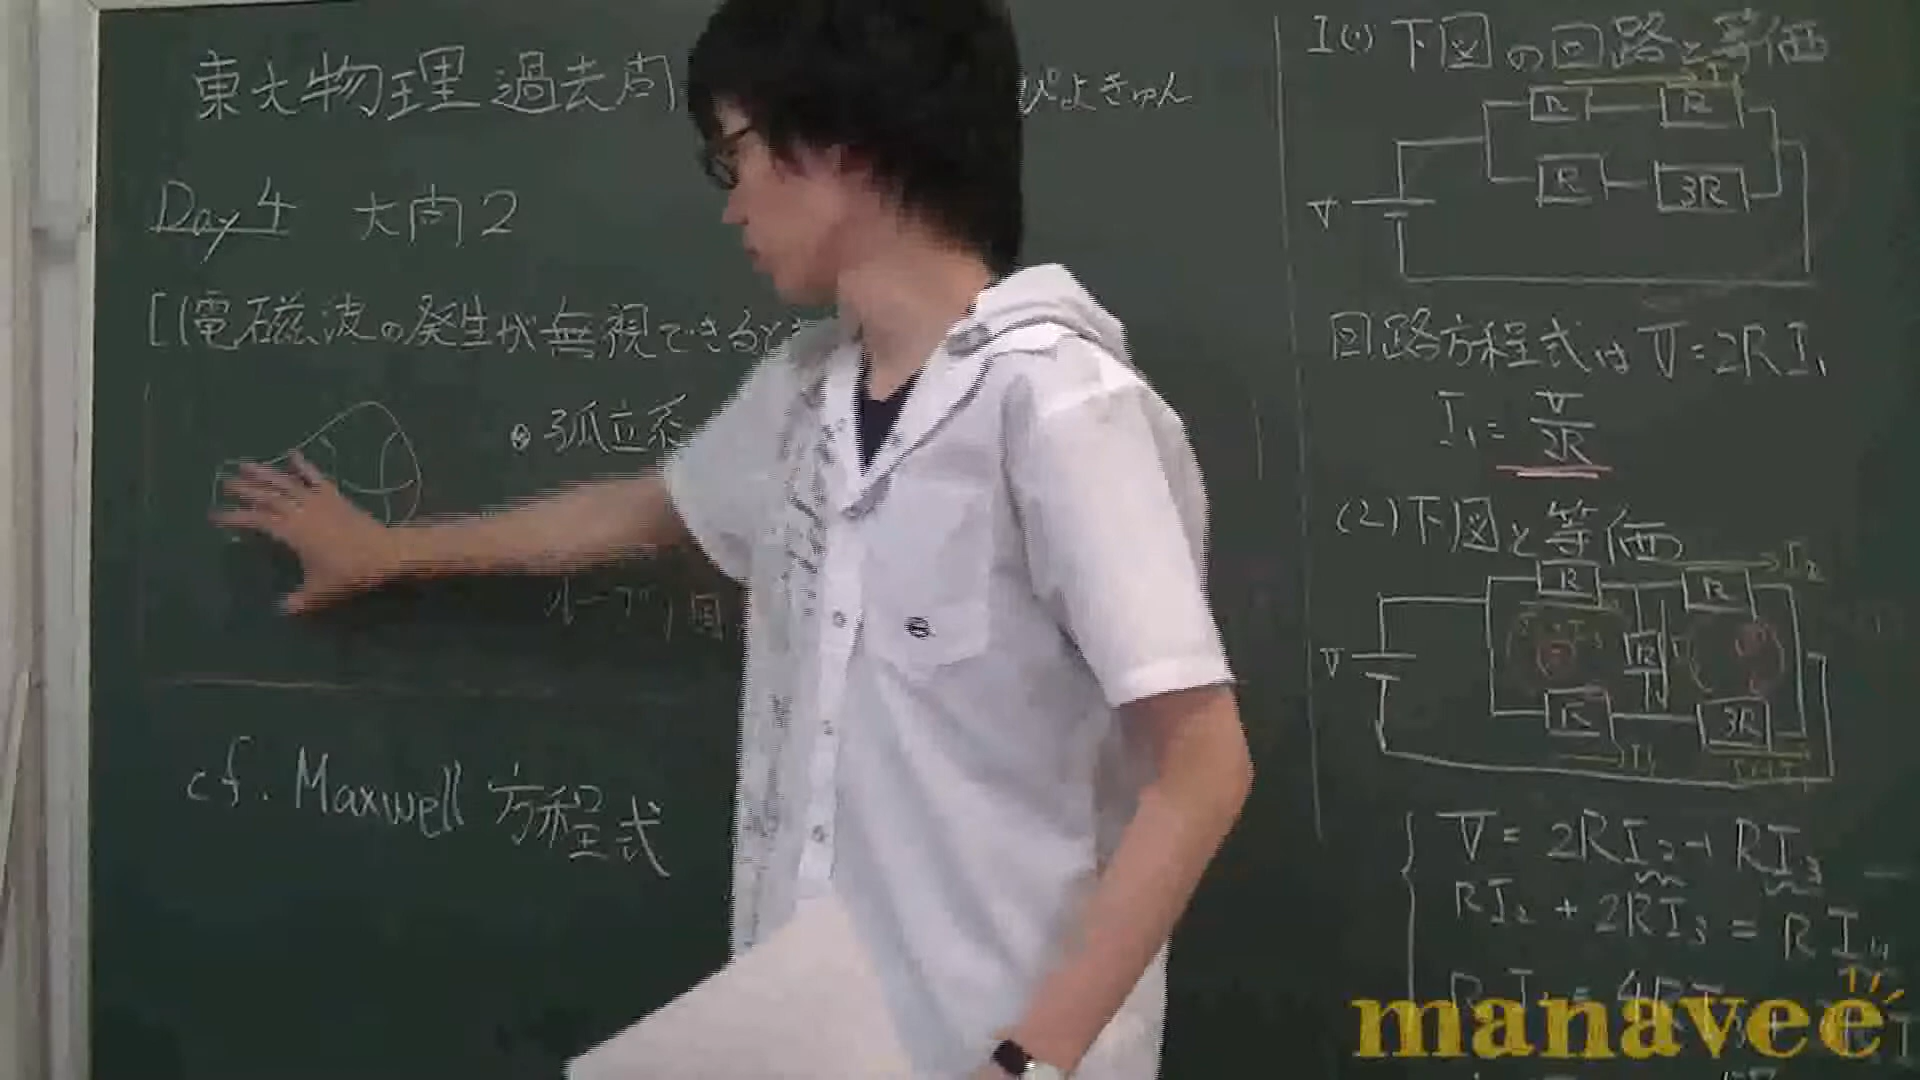 東大物理過去問
ぴよきゅん
Day 4 大問2
[(電磁波の発生が無視できると
孤立系
ループ
cf. Maxwell 方程式
I(1) 下図の回路と等価
R R
R 3R
V
回路方程式は V=2RI₁
I₁ = V/2R
(2) 下図と等価
I₂
R R
V R
R 3R
V = 2RI₂ + RI₃
RI₂ + 2RI₃ = RI₄
manavee